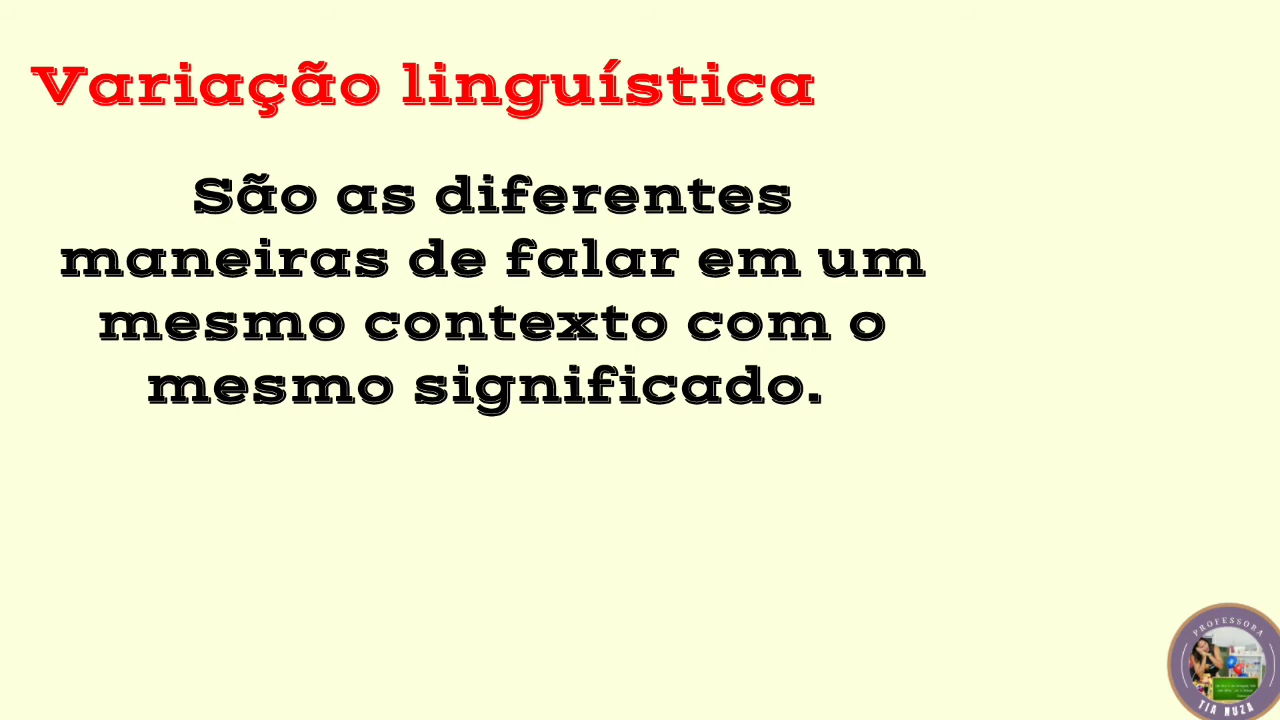 Variação linguística
São as diferentes
maneiras de falar em um
mesmo contexto com o
mesmo significado.
PROFESSORA
TIA NUZA